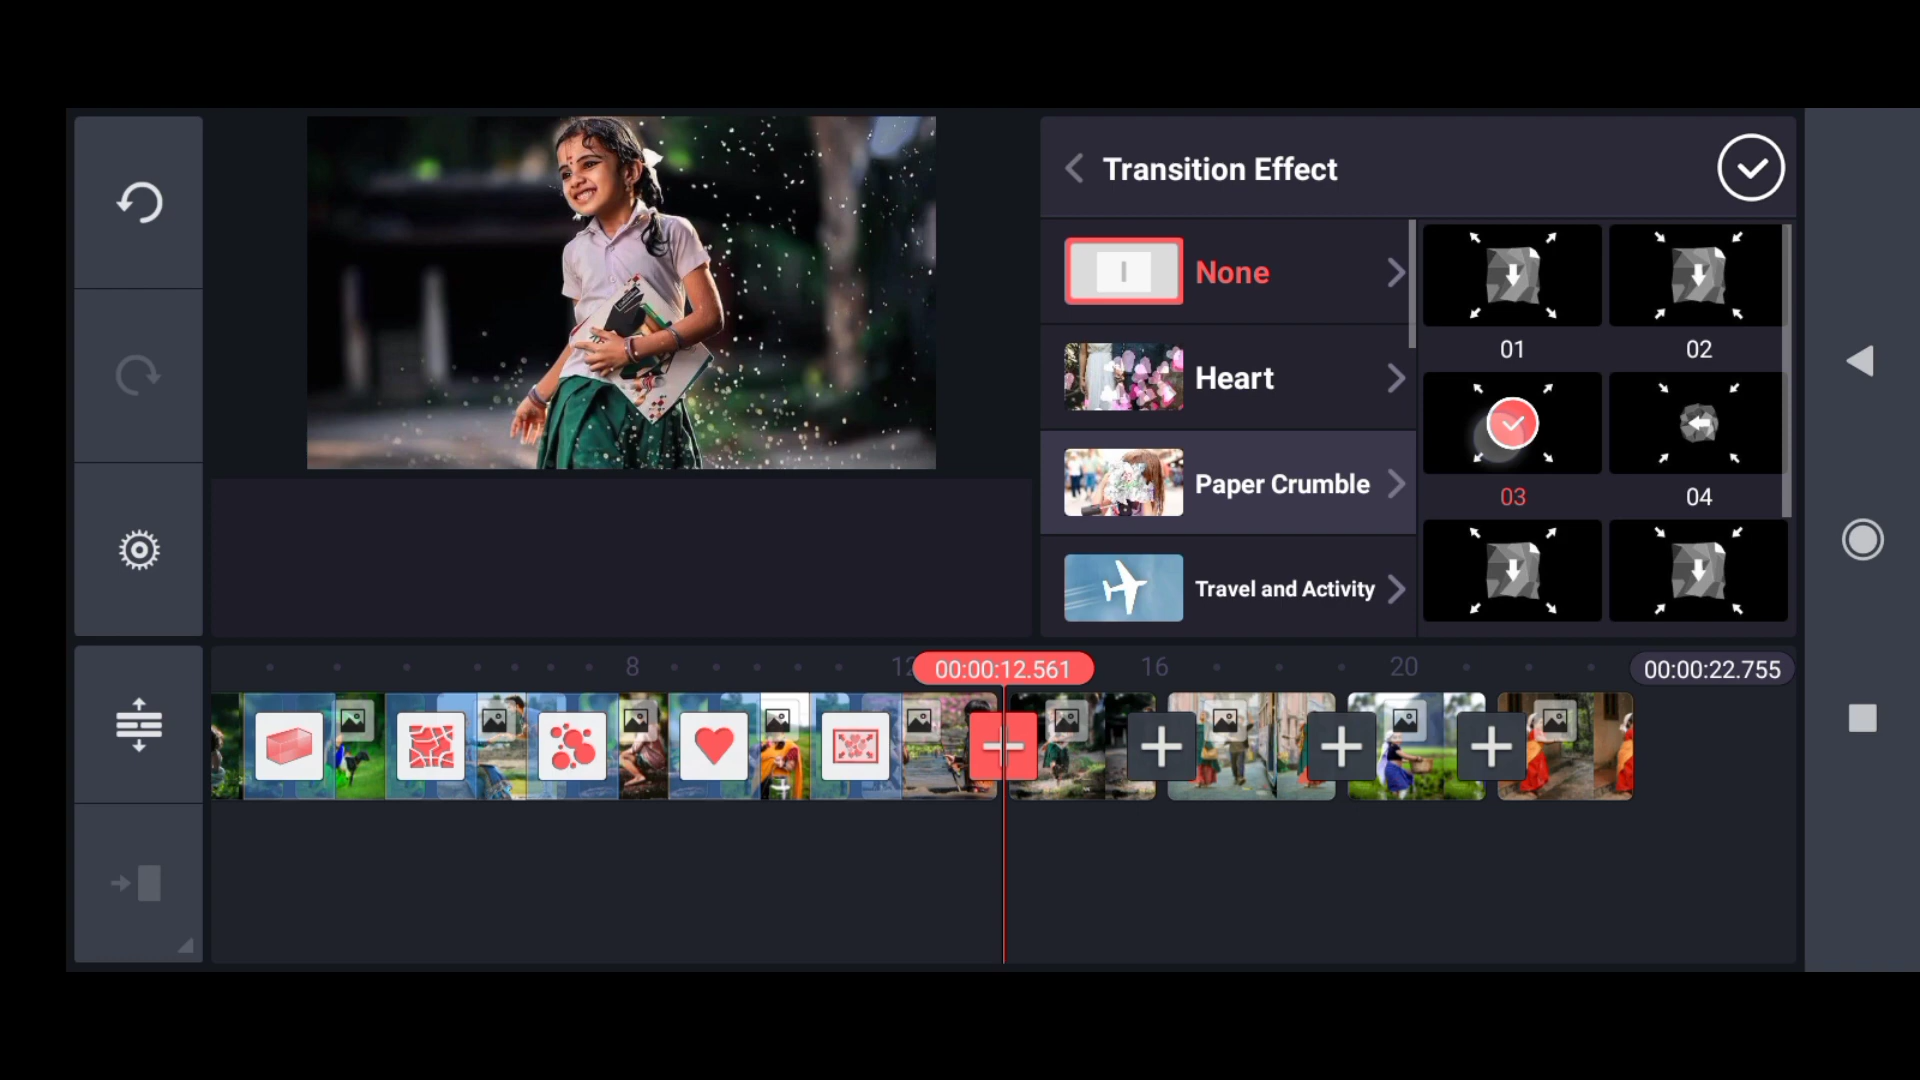 Transition Effect
None
Heart
Paper Crumble
Travel and Activity
01
02
03
04
8
12
00:00:12.561
16
20
00:00:22.755